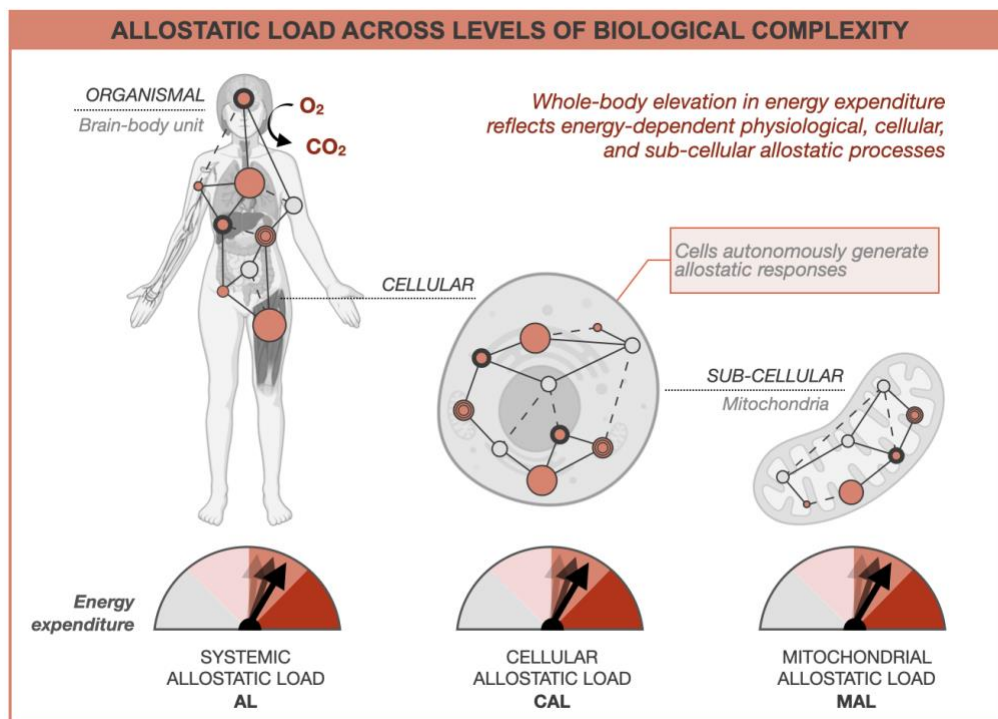 ALLOSTATIC LOAD ACROSS LEVELS OF BIOLOGICAL COMPLEXITY
ORGANISMAL
Brain-body unit
O₂
CO₂
Whole-body elevation in energy expenditure
reflects energy-dependent physiological, cellular,
and sub-cellular allostatic processes
Cells autonomously generate
allostatic responses
CELLULAR
SUB-CELLULAR
Mitochondria
Energy
expenditure
SYSTEMIC
ALLOSTATIC LOAD
AL
CELLULAR
ALLOSTATIC LOAD
CAL
MITOCHONDRIAL
ALLOSTATIC LOAD
MAL